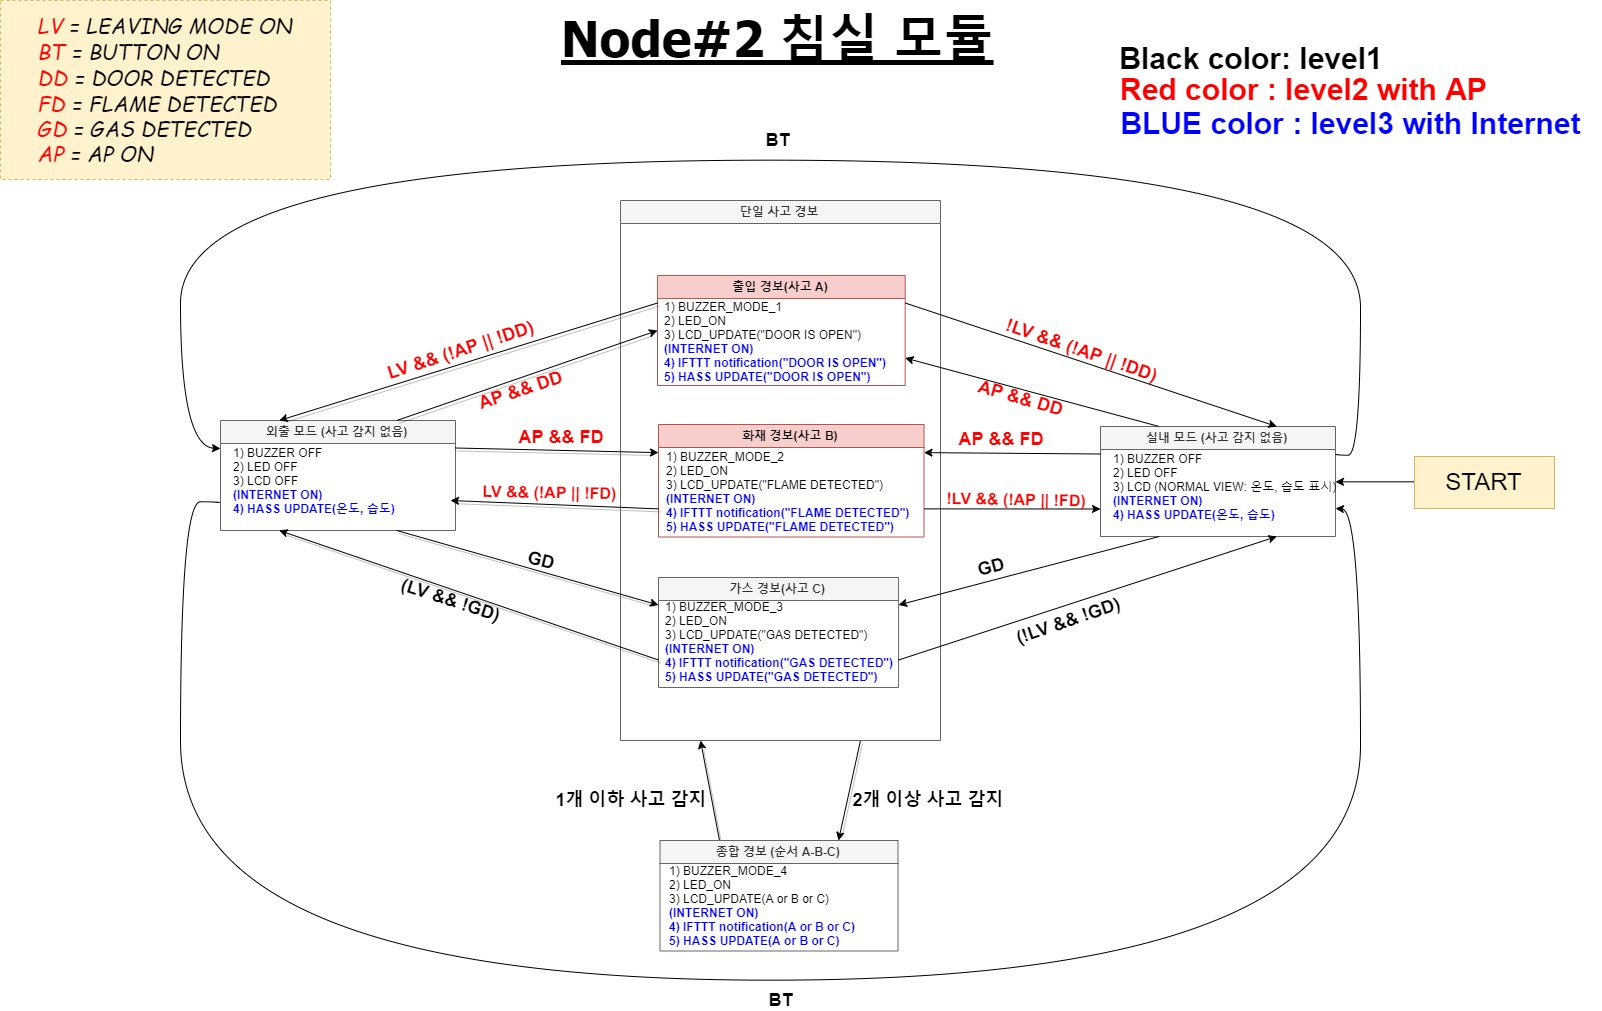 LV = LEAVING MODE ON
BT = BUTTON ON
DD = DOOR DETECTED
FD = FLAME DETECTED
GD = GAS DETECTED
AP = AP ON
Node#2 침실 모듈
Black color: level1
Red color : level2 with AP
BLUE color : level3 with Internet
BT
단일 사고 경보
출입 경보(사고 A)
1) BUZZER_MODE_1
2) LED_ON
3) LCD_UPDATE("DOOR IS OPEN")
(INTERNET ON)
4) IFTTT notification("DOOR IS OPEN")
5) HASS UPDATE("DOOR IS OPEN")
LV && (!AP || !DD)
AP && DD
!LV && (!AP || !DD)
AP && DD
외출 모드 (사고 감지 없음)
1) BUZZER OFF
2) LED OFF
3) LCD OFF
(INTERNET ON)
4) HASS UPDATE(온도, 습도)
AP && FD
LV && (!AP || !FD)
화재 경보(사고 B)
1) BUZZER_MODE_2
2) LED_ON
3) LCD_UPDATE("FLAME DETECTED")
(INTERNET ON)
4) IFTTT notification("FLAME DETECTED")
5) HASS UPDATE("FLAME DETECTED")
AP && FD
!LV && (!AP || !FD)
실내 모드 (사고 감지 없음)
1) BUZZER OFF
2) LED OFF
3) LCD (NORMAL VIEW: 온도, 습도 표시)
(INTERNET ON)
4) HASS UPDATE(온도, 습도)
START
GD
(LV && !GD)
가스 경보(사고 C)
1) BUZZER_MODE_3
2) LED_ON
3) LCD_UPDATE("GAS DETECTED")
(INTERNET ON)
4) IFTTT notification("GAS DETECTED")
5) HASS UPDATE("GAS DETECTED")
GD
(!LV && !GD)
1개 이하 사고 감지
2개 이상 사고 감지
종합 경보 (순서 A-B-C)
1) BUZZER_MODE_4
2) LED_ON
3) LCD_UPDATE(A or B or C)
(INTERNET ON)
4) IFTTT notification(A or B or C)
5) HASS UPDATE(A or B or C)
BT